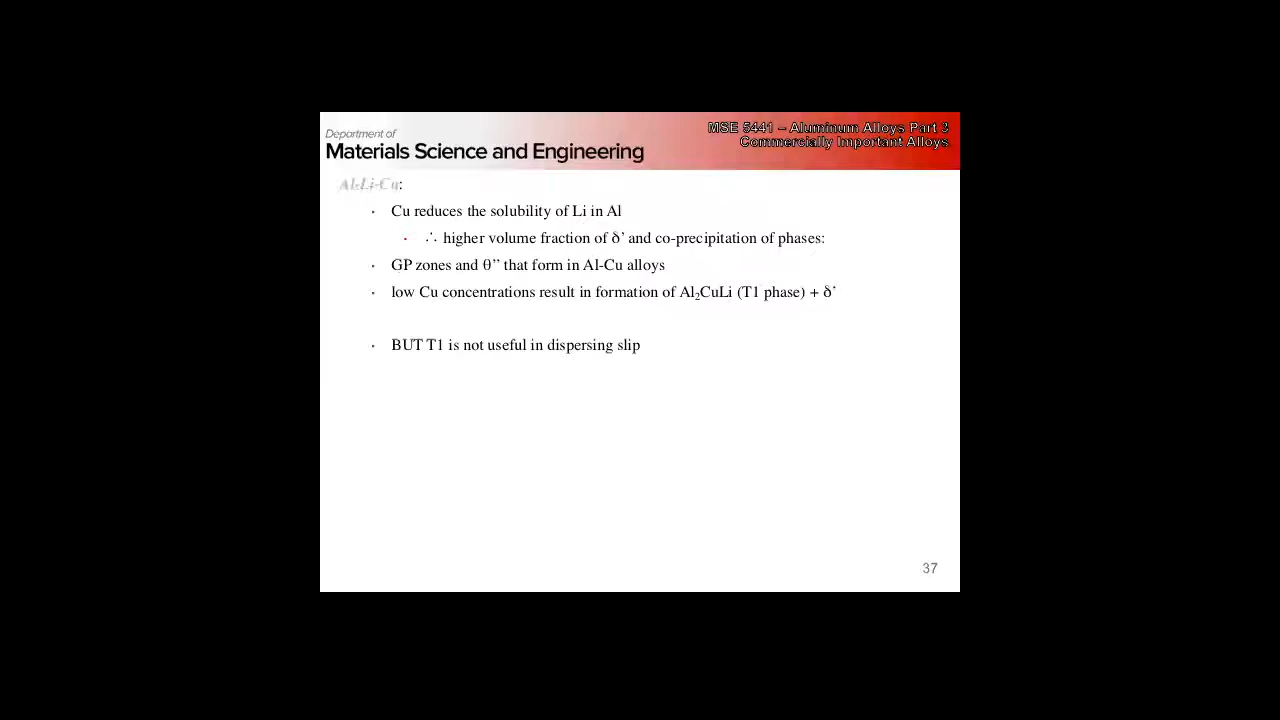 Department of
Materials Science and Engineering
MSE 5441 – Aluminum Alloys Part 3
Commercially Important Alloys
Al-Li-Cu:
· Cu reduces the solubility of Li in Al
· ∴ higher volume fraction of δ’ and co-precipitation of phases:
· GP zones and θ’’ that form in Al-Cu alloys
· low Cu concentrations result in formation of Al₂CuLi (T1 phase) + δ’
· BUT T1 is not useful in dispersing slip
37